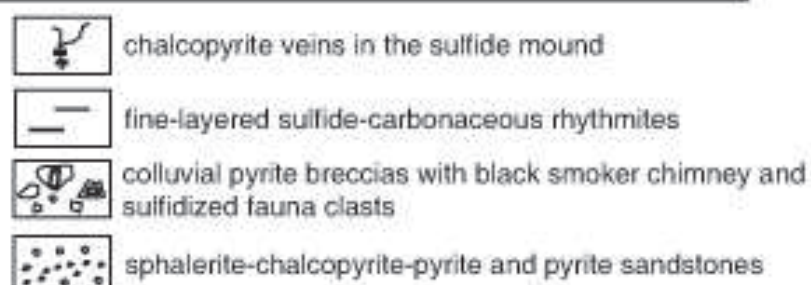 chalcopyrite veins in the sulfide mound
fine-layered sulfide-carbonaceous rhythmites
colluvial pyrite breccias with black smoker chimney and
sulfidized fauna clasts
sphalerite-chalcopyrite-pyrite and pyrite sandstones